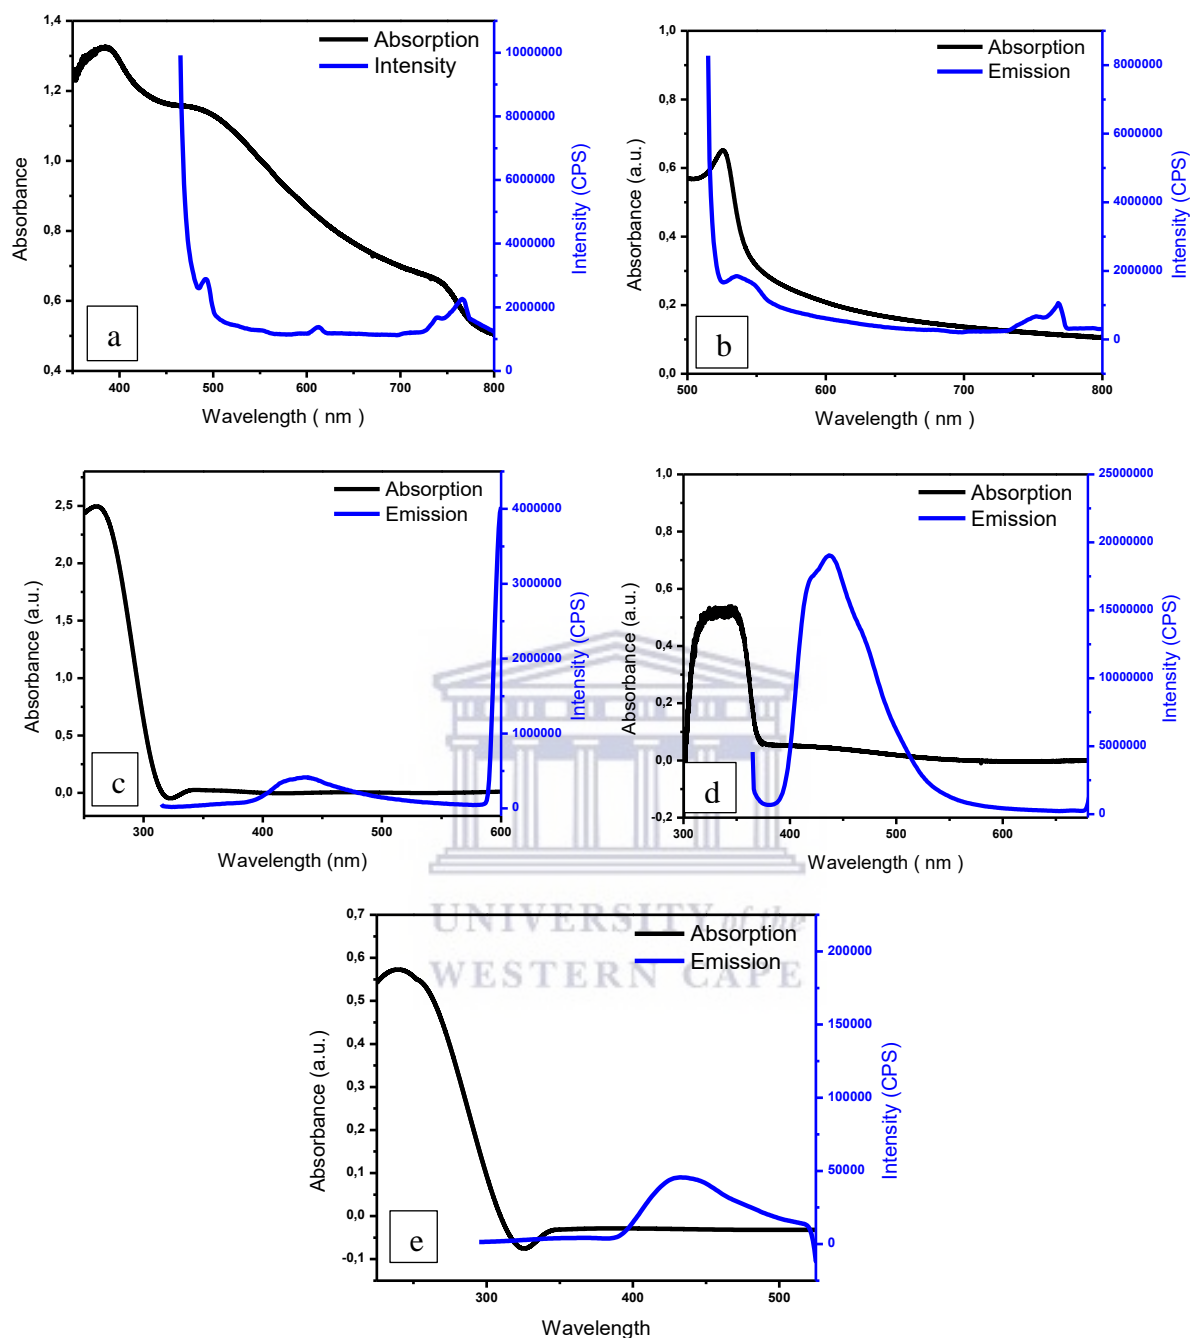 1,4
1,2
1,0
0,8
0,6
0,4
Absorbance
Absorption
Intensity
10000000
8000000
6000000
4000000
2000000
0
Intensity (CPS)
a
400 500 600 700 800
Wavelength ( nm )
1,0
0,8
0,6
0,4
0,2
0,0
Absorbance (a.u.)
Absorption
Emission
8000000
6000000
4000000
2000000
0
Intensity (CPS)
b
500 600 700 800
Wavelength ( nm )
2,5
2,0
1,5
1,0
0,5
0,0
Absorbance (a.u.)
Absorption
Emission
4000000
3000000
2000000
1000000
0
Intensity (CPS)
c
300 400 500 600
Wavelength (nm)
1,0
0,8
0,6
0,4
0,2
0,0
-0,2
Absorbance (a.u.)
Absorption
Emission
25000000
20000000
15000000
10000000
5000000
0
Intensity (CPS)
d
300 400 500 600
Wavelength ( nm )
UNIVERSITY of the
WESTERN CAPE
0,7
0,6
0,5
0,4
0,3
0,2
0,1
0,0
-0,1
Absorbance (a.u.)
Absorption
Emission
200000
150000
100000
50000
0
Intensity (CPS)
e
300 400 500
Wavelength